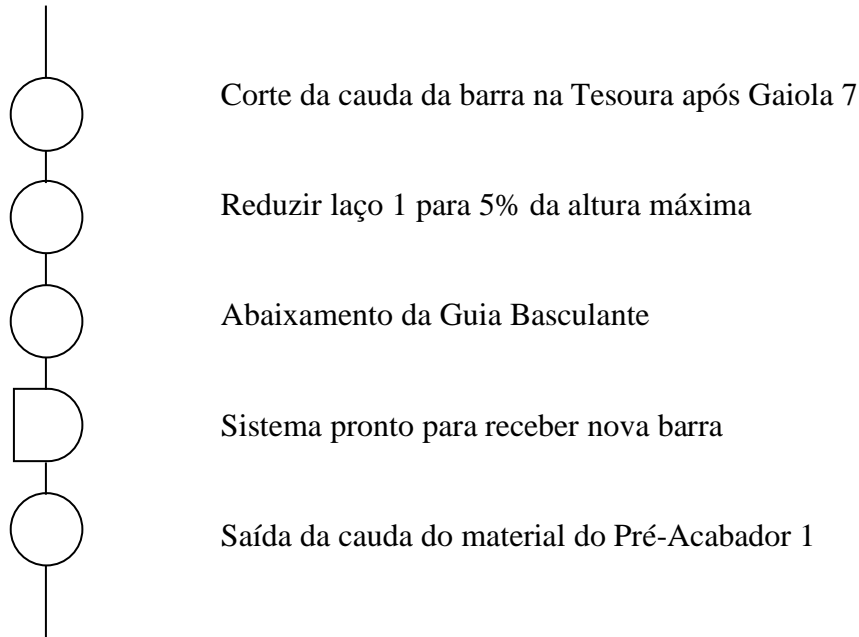 Corte da cauda da barra na Tesoura após Gaiola 7
Reduzir laço 1 para 5% da altura máxima
Abaixamento da Guia Basculante
Sistema pronto para receber nova barra
Saída da cauda do material do Pré-Acabador 1